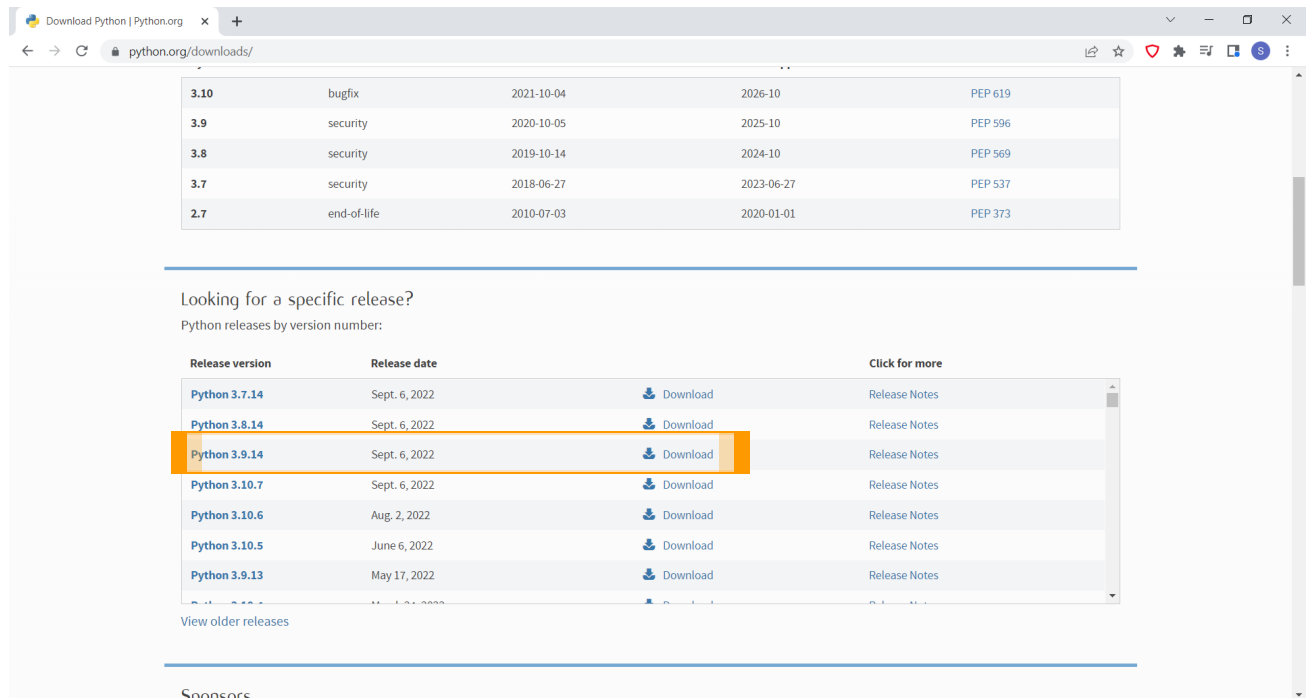 Download Python | Python.org
python.org/downloads/
S
3.10 bugfix 2021-10-04 2026-10 PEP 619
3.9 security 2020-10-05 2025-10 PEP 596
3.8 security 2019-10-14 2024-10 PEP 569
3.7 security 2018-06-27 2023-06-27 PEP 537
2.7 end-of-life 2010-07-03 2020-01-01 PEP 373
Looking for a specific release?
Python releases by version number:
Release version Release date Click for more
Python 3.7.14 Sept. 6, 2022 Download Release Notes
Python 3.8.14 Sept. 6, 2022 Download Release Notes
Python 3.9.14 Sept. 6, 2022 Download Release Notes
Python 3.10.7 Sept. 6, 2022 Download Release Notes
Python 3.10.6 Aug. 2, 2022 Download Release Notes
Python 3.10.5 June 6, 2022 Download Release Notes
Python 3.9.13 May 17, 2022 Download Release Notes
View older releases
Sponsors